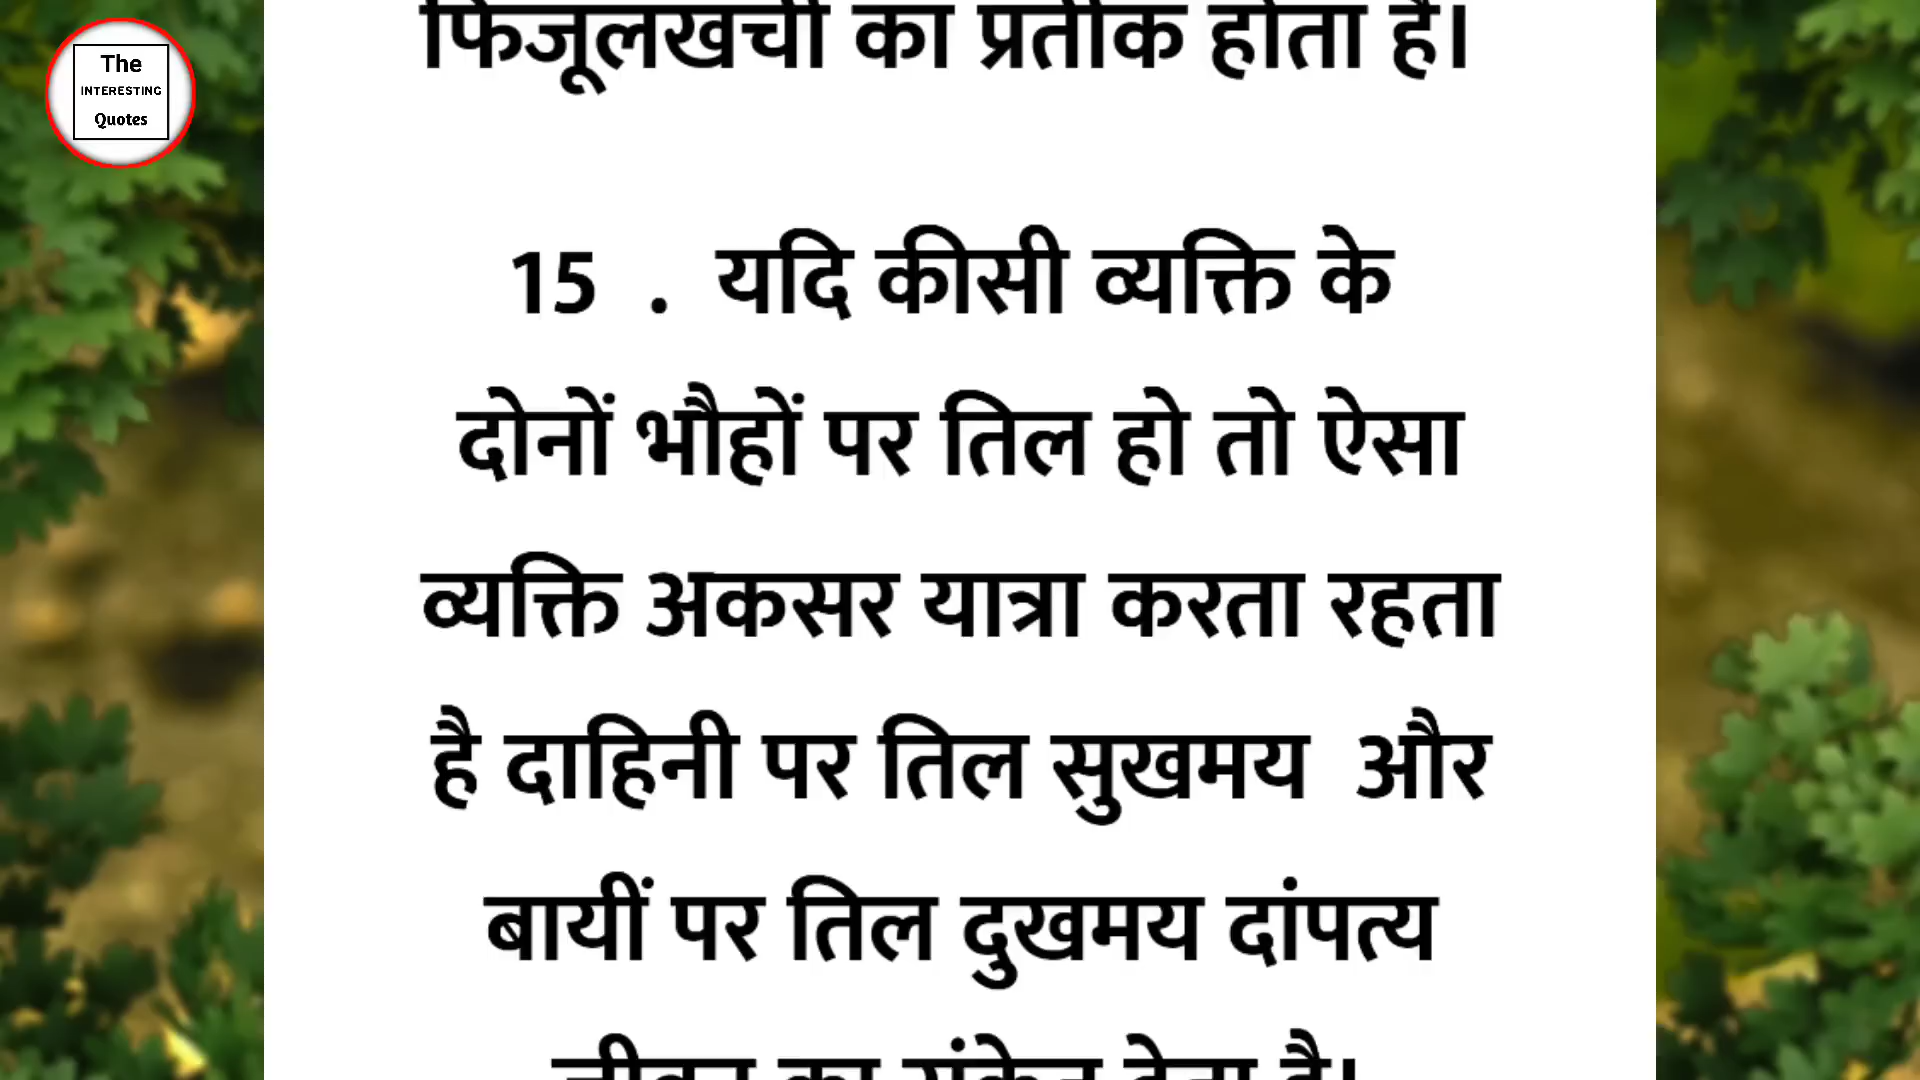 The
INTERESTING
Quotes
फिजूलखर्ची का प्रतीक होता है।
15 . यदि कीसी व्यक्ति के
दोनों भौहों पर तिल हो तो ऐसा
व्यक्ति अकसर यात्रा करता रहता
है दाहिनी पर तिल सुखमय और
बायीं पर तिल दुखमय दांपत्य
जीवन का संकेत देता है।